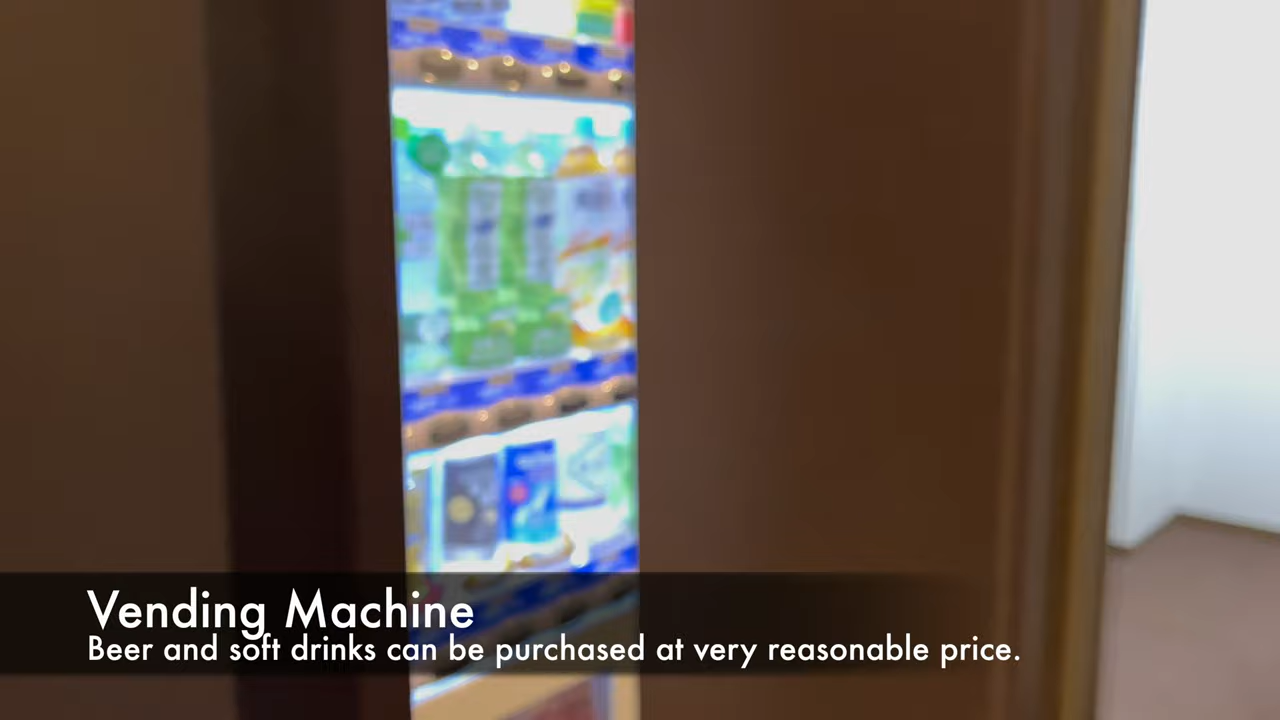 Vending Machine
Beer and soft drinks can be purchased at very reasonable price.